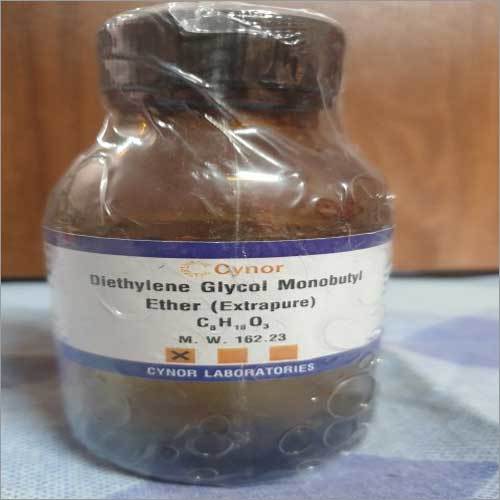 Cynor
Diethylene Glycol Monobutyl
Ether (Extrapure)
C₈H₁₈O₃
M. W. 162.23
CYNOR LABORATORIES